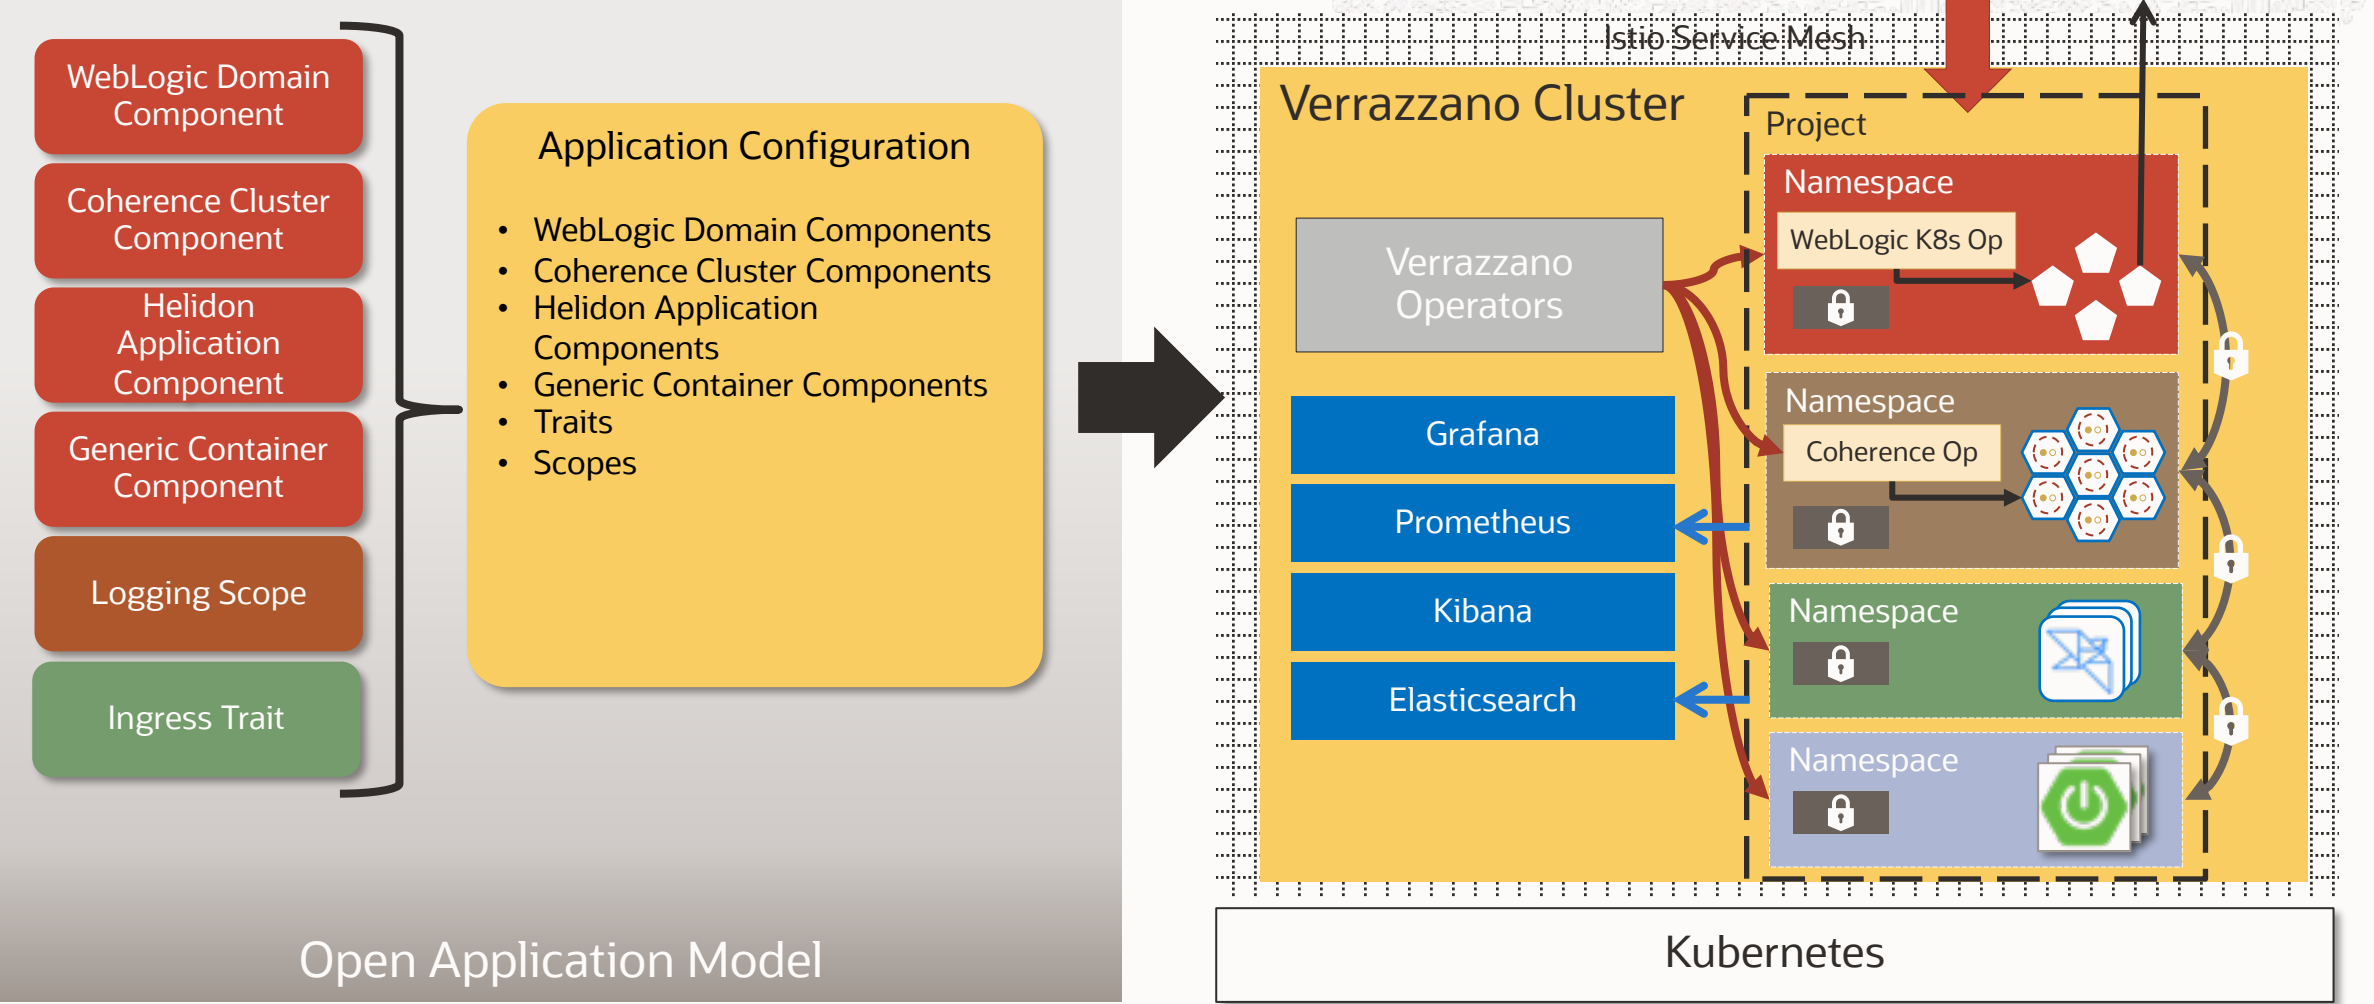 WebLogic Domain
Component
Coherence Cluster
Component
Helidon
Application
Component
Generic Container
Component
Logging Scope
Ingress Trait
Application Configuration
• WebLogic Domain Components
• Coherence Cluster Components
• Helidon Application
Components
• Generic Container Components
• Traits
• Scopes
Open Application Model
Istio Service Mesh
Verrazzano Cluster
Verrazzano
Operators
Grafana
Prometheus
Kibana
Elasticsearch
Project
Namespace
WebLogic K8s Op
Namespace
Coherence Op
Namespace
Namespace
Kubernetes